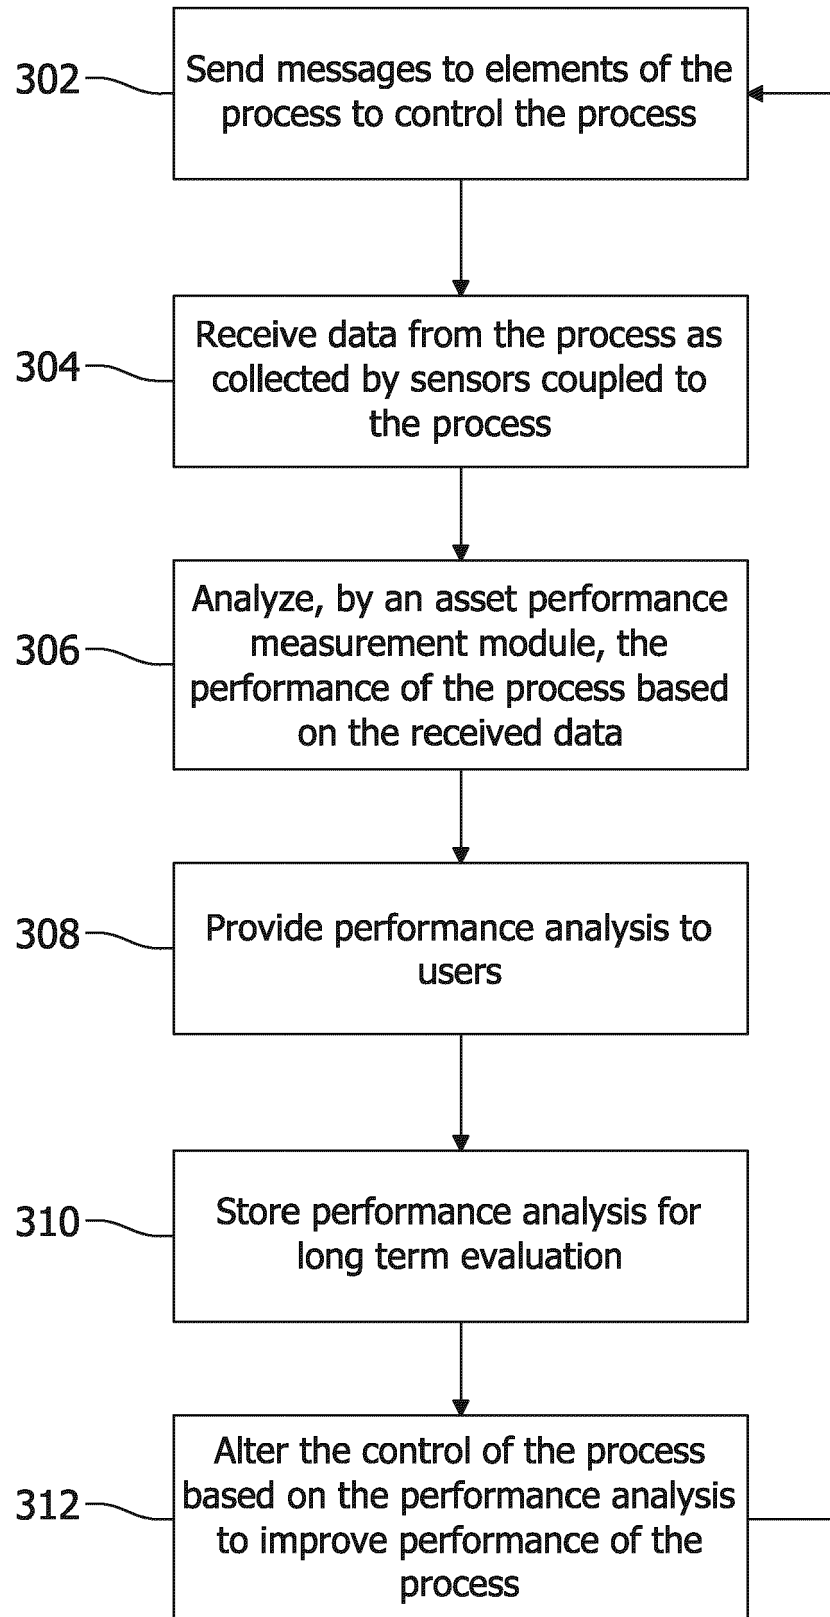 302
Send messages to elements of the
process to control the process
304
Receive data from the process as
collected by sensors coupled to
the process
306
Analyze, by an asset performance
measurement module, the
performance of the process based
on the received data
308
Provide performance analysis to
users
310
Store performance analysis for
long term evaluation
312
Alter the control of the process
based on the performance analysis
to improve performance of the
process